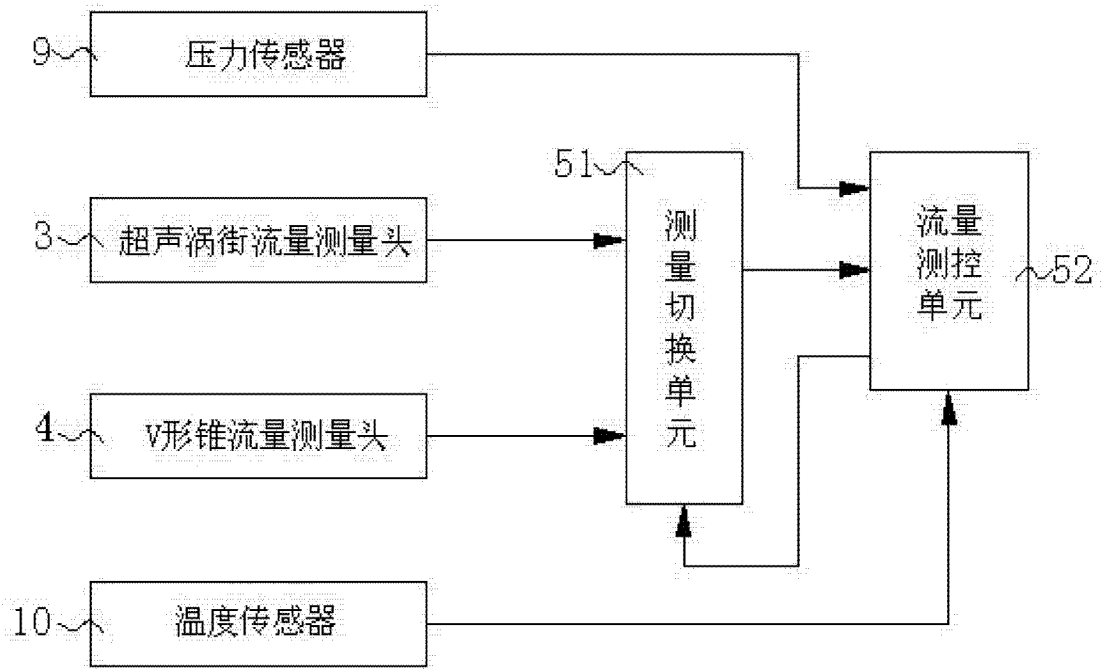 9
压力传感器
3
超声涡街流量测量头
4
V形锥流量测量头
10
温度传感器
51
测
量
切
换
单
元
流量
测控
单元
52